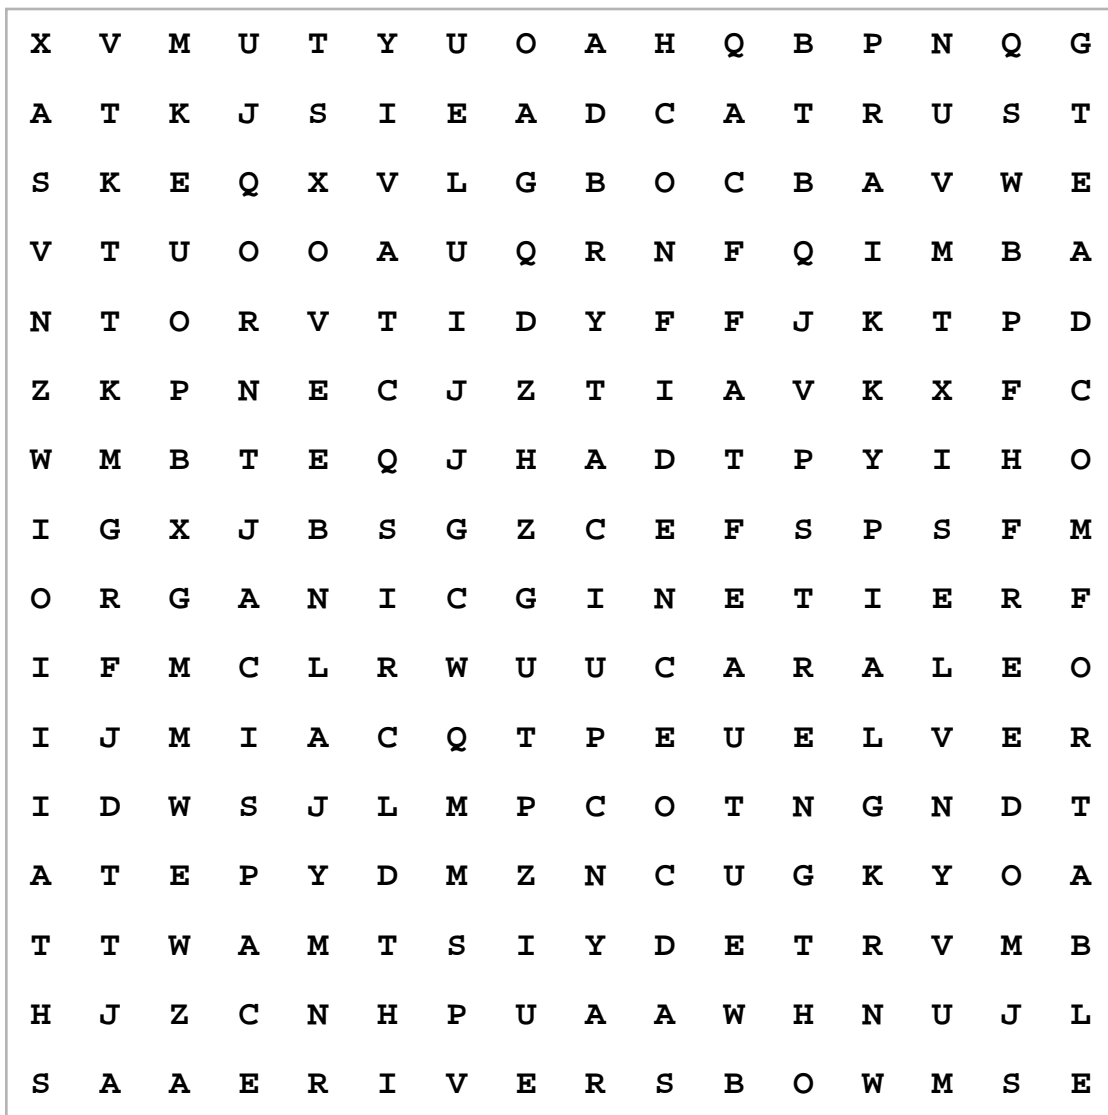 X V M U T Y U O A H Q B P N Q G
A T K J S I E A D C A T R U S T
S K E Q X V L G B O C B A V W E
V T U O O A U Q R N F Q I M B A
N T O R V T I D Y F F J K T P D
Z K P N E C J Z T I A V K X F C
W M B T E Q J H A D T P Y I H O
I G X J B S G Z C E F S P S F M
O R G A N I C G I N E T I E R F
I F M C L R W U U C A R A L E O
I J M I A C Q T P E U E L V E R
I D W S J L M P C O T N G N D T
A T E P Y D M Z N C U G K Y O A
T T W A M T S I Y D E T R V M B
H J Z C N H P U A A W H N U J L
S A A E R I V E R S B O W M S E